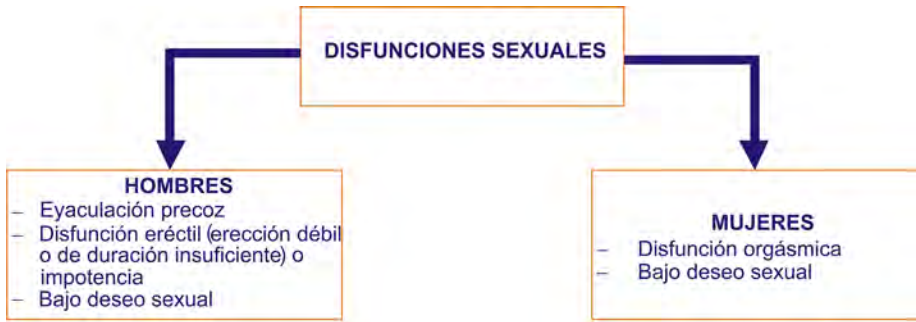 DISFUNCIONES SEXUALES
HOMBRES
– Eyaculación precoz
– Disfunción eréctil (erección débil
o de duración insuficiente) o
impotencia
– Bajo deseo sexual
MUJERES
– Disfunción orgásmica
– Bajo deseo sexual